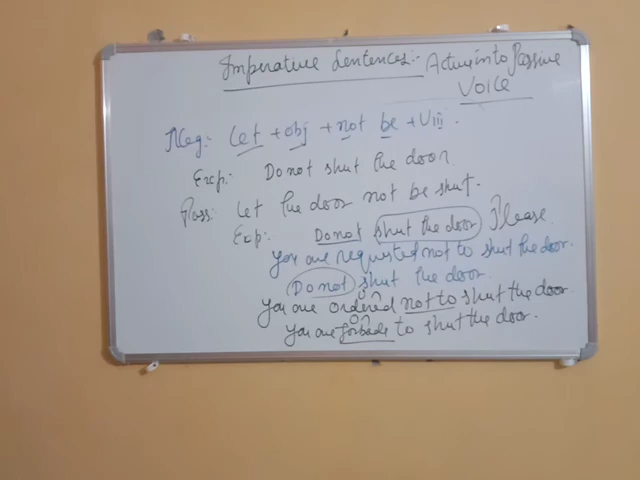 Imperative Sentences:- Active into Passive
VOICE
Neg: Let + obj + not be + Viii.
Exp: Do not shut the door
Pass: Let the door not be shut.
Exp: Do not shut the door Please
You are requested not to shut the door.
Do not shut the door.
You are ordered not to shut the door.
You are to shut the door.